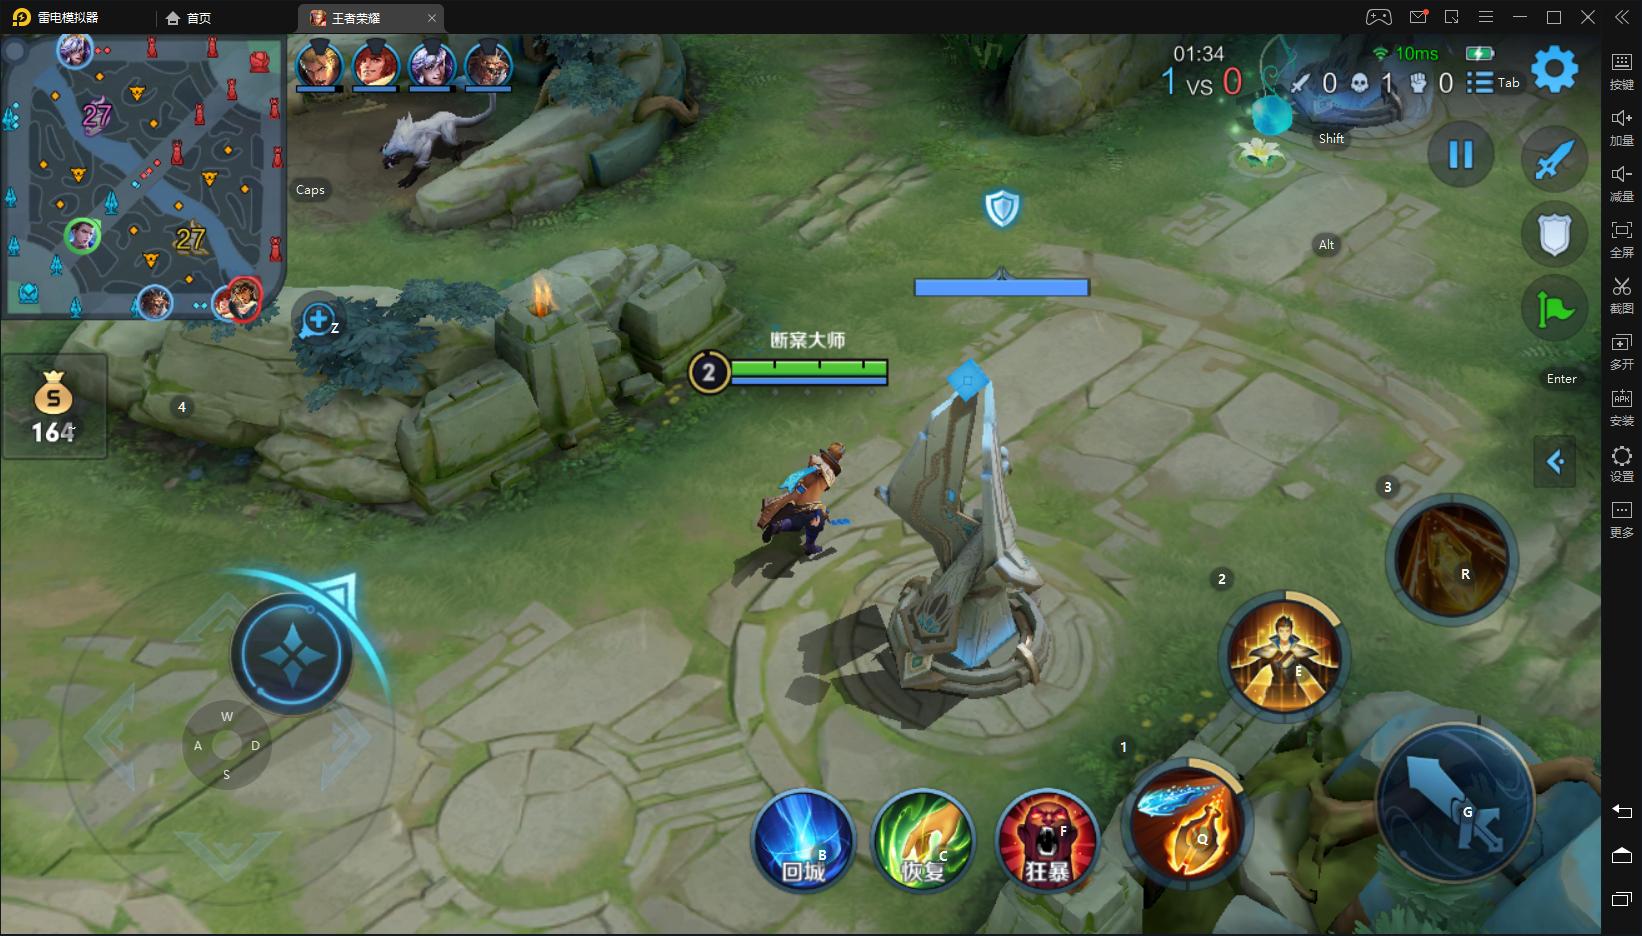 雷电模拟器
首页
王者荣耀
01:34
10ms
1 VS 0
0
1
0
Tab
27
27
Caps
Shift
Alt
Enter
Z
164
4
断案大师
2
按键
加量
减量
全屏
截图
多开
安装
设置
更多
3
R
2
E
1
Q
G
W
A
D
S
B
回城
C
恢复
F
狂暴
APK
S